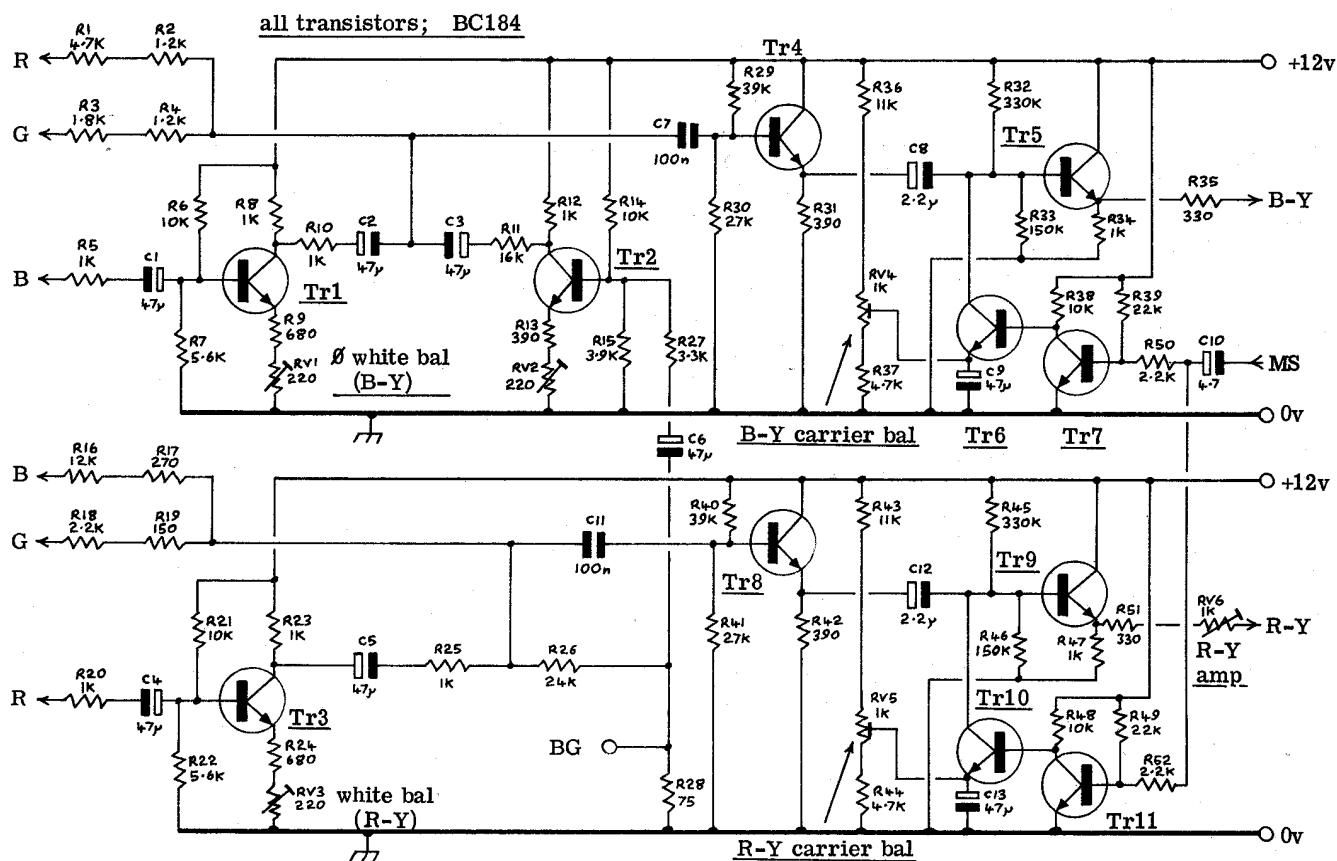 all transistors; BC184
R
R1
4.7K
R2
1.2K
Tr4
+12v
G
R3
1.8K
R4
1.2K
C7
100n
R29
39K
R36
11K
R32
330K
Tr5
R6
10K
R8
1K
R10
1K
C2
47µ
C3
47µ
R11
16K
R12
1K
R14
10K
R30
27K
R31
390
C8
2.2µ
R33
150K
R34
1K
R35
330
B-Y
B
R5
1K
C1
47µ
Tr1
Tr2
RV4
1K
R38
10K
R39
22K
R7
5.6K
R9
680
RV1
220
Ø white bal
(B-Y)
R13
390
RV2
220
R15
3.9K
R27
3.3K
R37
4.7K
C9
47µ
R50
2.2K
C10
4.7
MS
0v
B-Y carrier bal
Tr6
Tr7
C6
47µ
B
R16
12K
R17
270
+12v
G
R18
2.2K
R19
150
C11
100n
R40
39K
Tr8
R43
11K
R45
330K
Tr9
R21
10K
R23
1K
C5
47µ
R25
1K
R26
24K
R41
27K
R42
390
C12
2.2µ
R46
150K
R47
1K
R51
330
RV6
1K
R-Y
R-Y
amp
R
R20
1K
C4
47µ
Tr3
RV5
1K
Tr10
R48
10K
R49
22K
R22
5.6K
R24
680
RV3
220
white bal
(R-Y)
BG
R28
75
R44
4.7K
C13
47µ
R52
2.2K
Tr11
0v
R-Y carrier bal